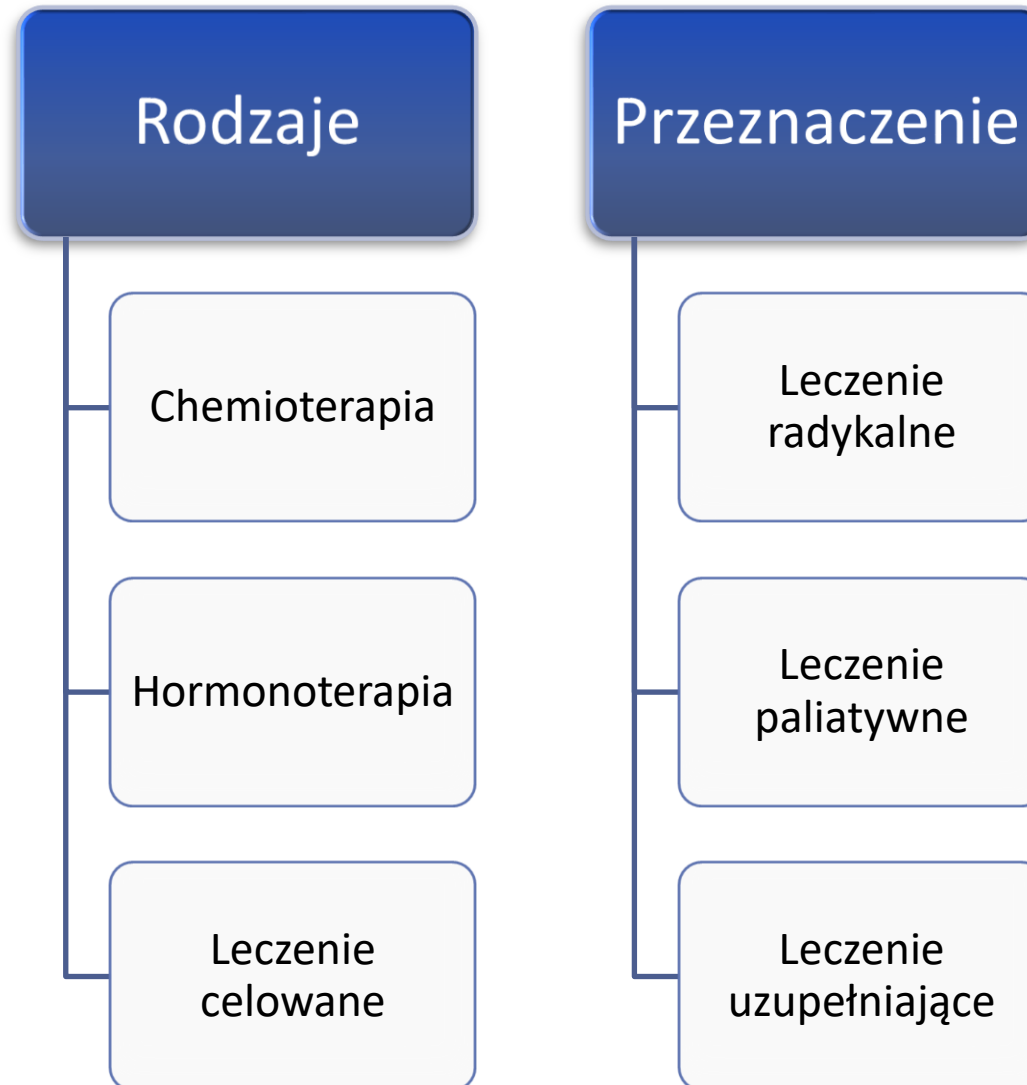 Rodzaje
Chemioterapia
Hormonoterapia
Leczenie
celowane
Przeznaczenie
Leczenie
radykalne
Leczenie
paliatywne
Leczenie
uzupełniające